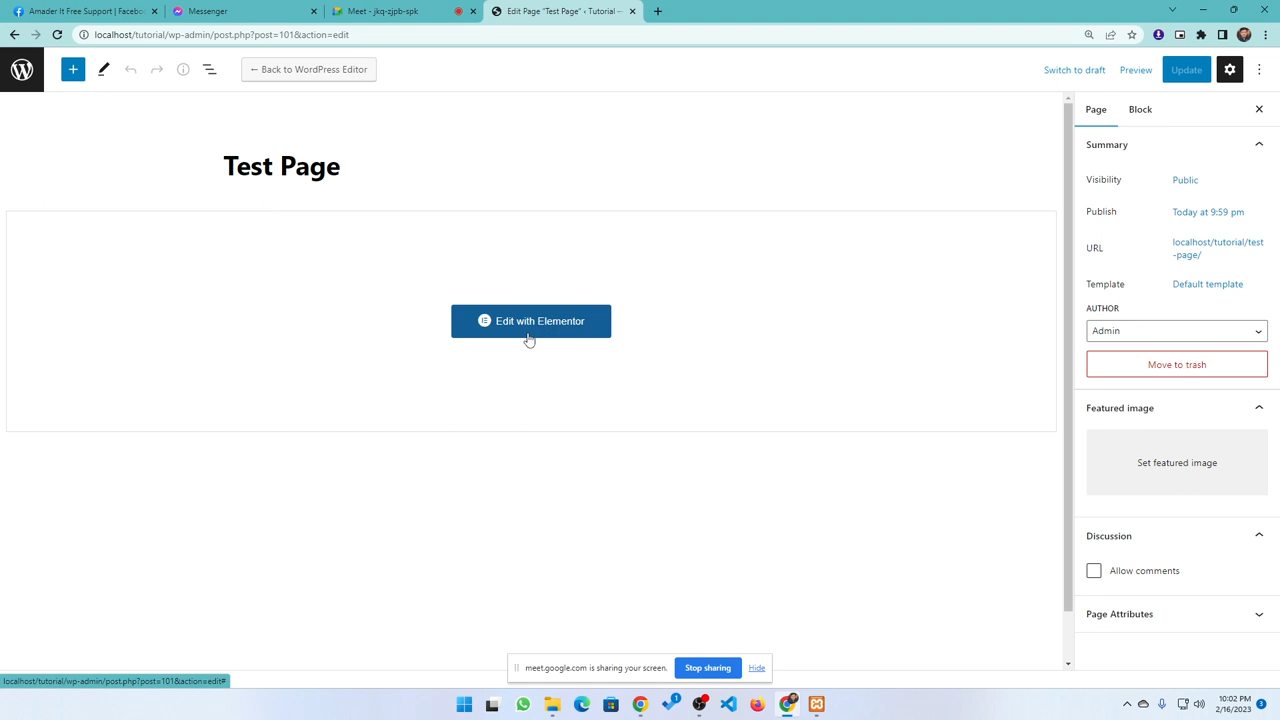 Amader It Free Support | Facebo
Messenger
Meet - jkq-zjpb-spk
Edit Page "Test Page" ‹ Tutorial —
localhost/tutorial/wp-admin/post.php?post=101&action=edit
← Back to WordPress Editor
Switch to draft
Preview
Update
Page
Block
Test Page
Summary
Visibility
Public
Publish
Today at 9:59 pm
URL
localhost/tutorial/test
-page/
Template
Default template
AUTHOR
Admin
Edit with Elementor
Move to trash
Featured image
Set featured image
Discussion
Allow comments
Page Attributes
meet.google.com is sharing your screen.
Stop sharing
Hide
localhost/tutorial/wp-admin/post.php?post=101&action=edit#
1
10:02 PM
2/16/2023
3